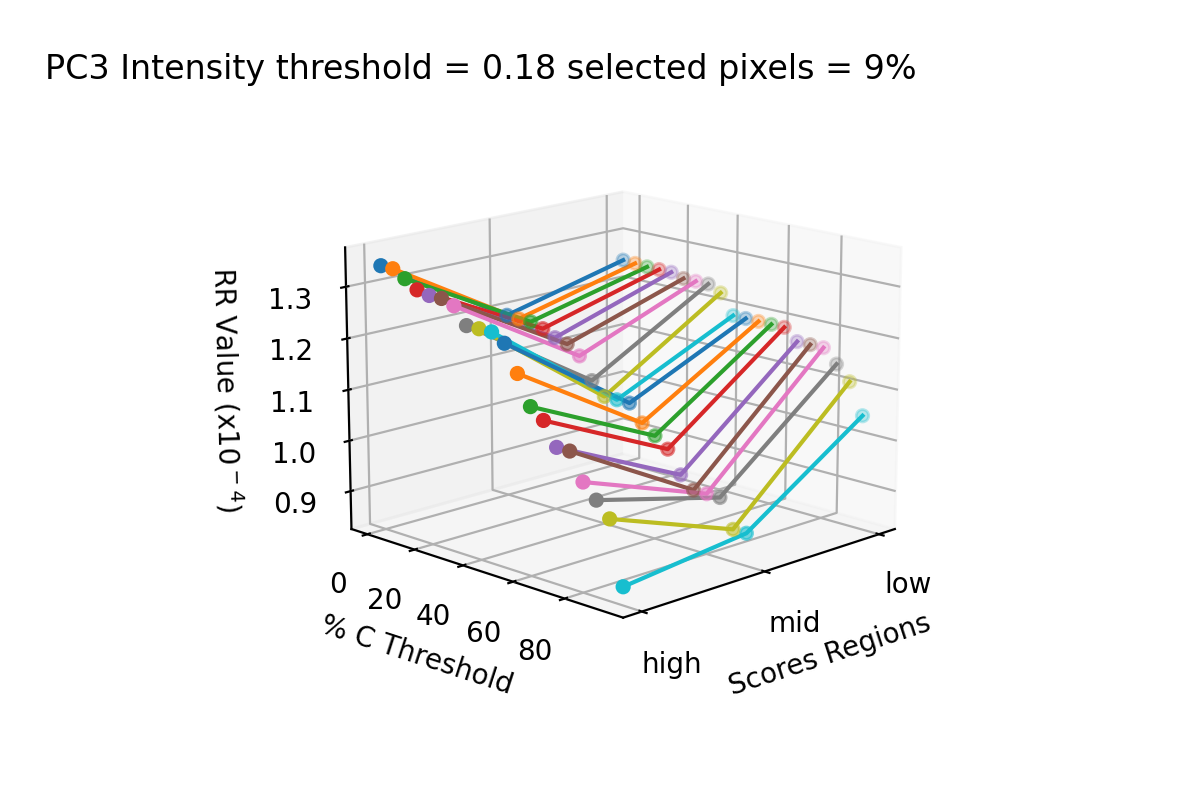 PC3 Intensity threshold = 0.18 selected pixels = 9%
RR Value (x10⁻⁴)
1.3
1.2
1.1
1.0
0.9
0
20
40
60
80
% C Threshold
high
mid
low
Scores Regions